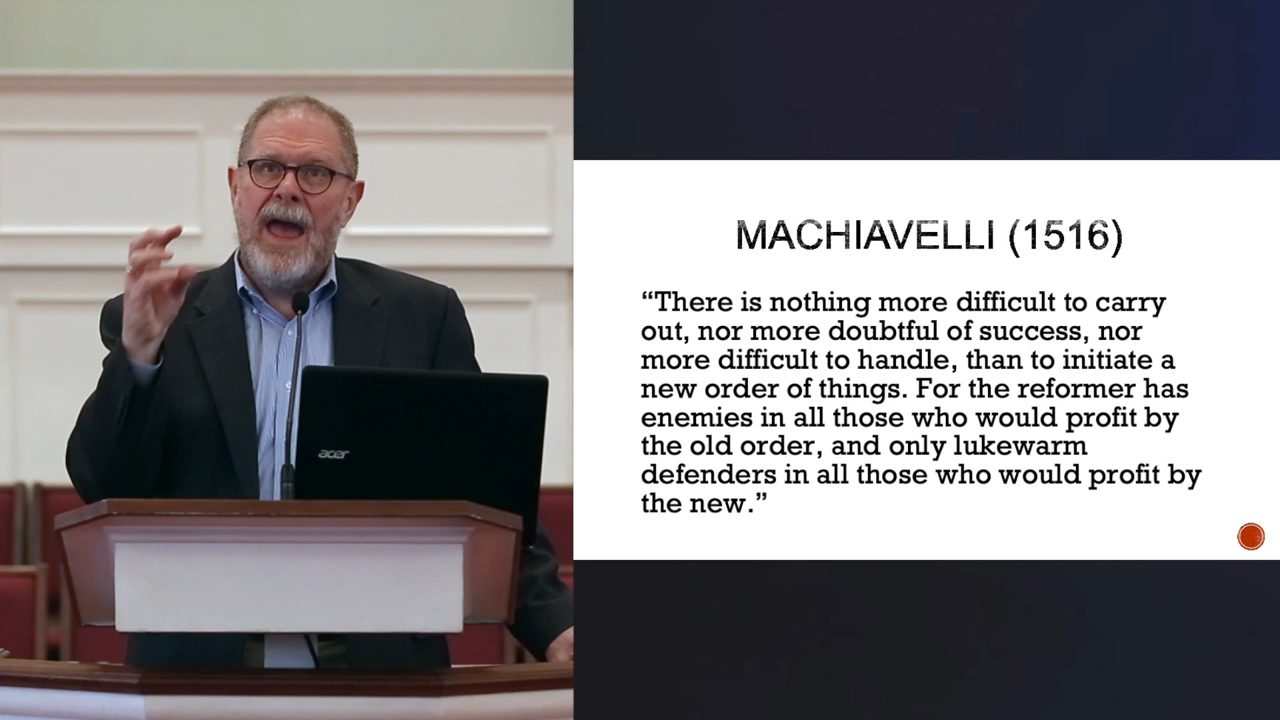 acer
MACHIAVELLI (1516)
“There is nothing more difficult to carry
out, nor more doubtful of success, nor
more difficult to handle, than to initiate a
new order of things. For the reformer has
enemies in all those who would profit by
the old order, and only lukewarm
defenders in all those who would profit by
the new.”